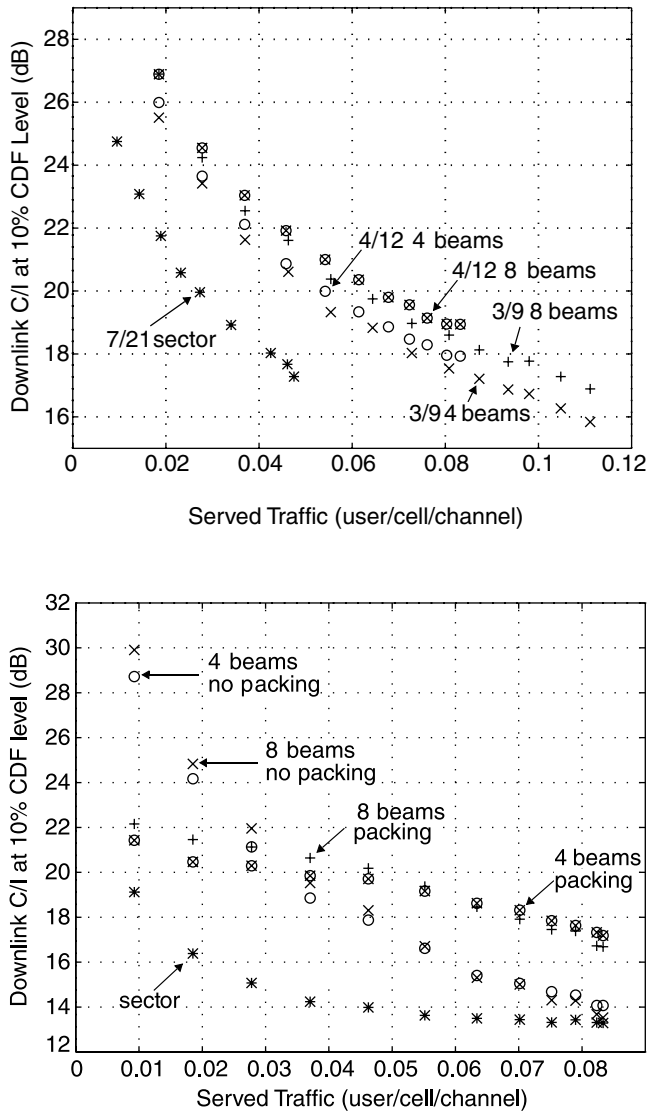 Downlink C/I at 10% CDF Level (dB)
28
26
24
22
20
18
16
4/12 4 beams
4/12 8 beams
3/9 8 beams
7/21 sector
3/9 4 beams
0
0.02
0.04
0.06
0.08
0.1
0.12
Served Traffic (user/cell/channel)
Downlink C/I at 10% CDF level (dB)
32
30
28
26
24
22
20
18
16
14
12
4 beams
no packing
8 beams
no packing
8 beams
packing
4 beams
packing
sector
0
0.01
0.02
0.03
0.04
0.05
0.06
0.07
0.08
Served Traffic (user/cell/channel)